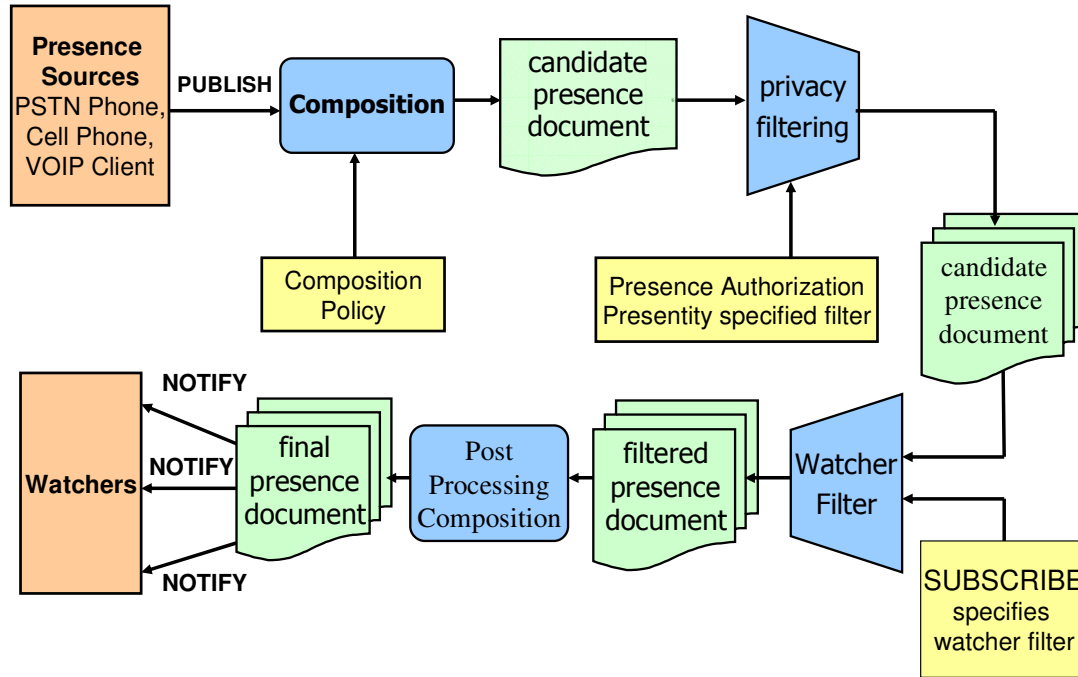 Presence
Sources
PSTN Phone,
Cell Phone,
VOIP Client
PUBLISH
Composition
candidate
presence
document
privacy
filtering
Composition
Policy
Presence Authorization
Presentity specified filter
candidate
presence
document
Watchers
NOTIFY
NOTIFY
NOTIFY
final
presence
document
Post
Processing
Composition
filtered
presence
document
Watcher
Filter
SUBSCRIBE
specifies
watcher filter